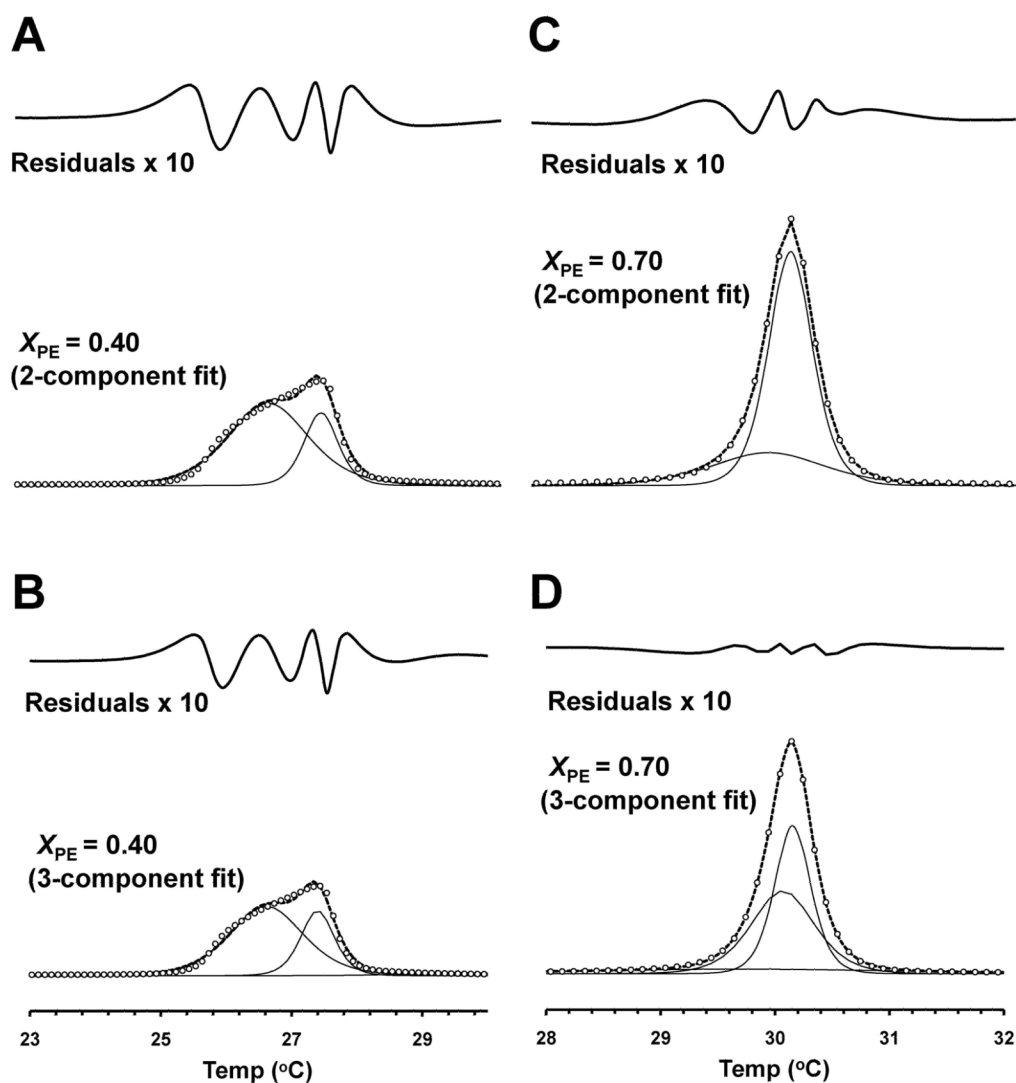 A
Residuals x 10
XPE = 0.40
(2-component fit)
C
Residuals x 10
XPE = 0.70
(2-component fit)
B
Residuals x 10
XPE = 0.40
(3-component fit)
23 25 27 29
Temp (oC)
D
Residuals x 10
XPE = 0.70
(3-component fit)
28 29 30 31 32
Temp (oC)